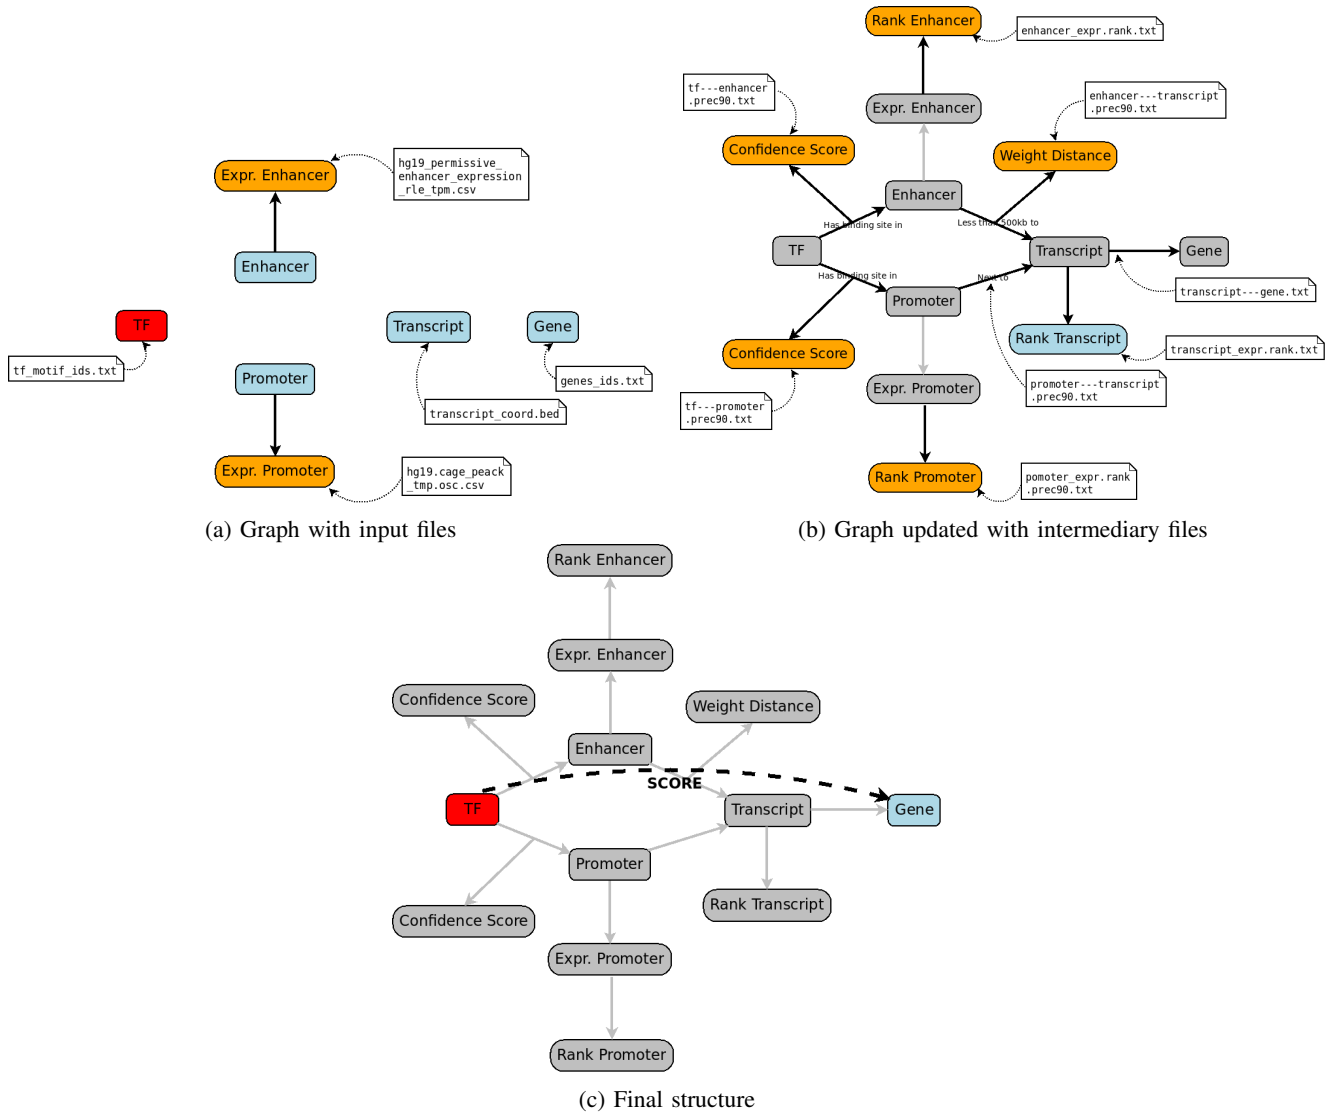 hg19_permissive_
enhancer_expression
_rle_tpm.csv
Expr. Enhancer
Enhancer
TF
Transcript
Gene
tf_motif_ids.txt
genes_ids.txt
Promoter
transcript_coord.bed
Expr. Promoter
hg19.cage_peack
_tmp.osc.csv
(a) Graph with input files
Rank Enhancer
enhancer_expr.rank.txt
tf---enhancer
.prec90.txt
Expr. Enhancer
enhancer---transcript
.prec90.txt
Confidence Score
Weight Distance
Enhancer
Has binding site in
Less than 500kb to
TF
Transcript
Gene
Has binding site in
Next to
Promoter
transcript---gene.txt
Rank Transcript
transcript_expr.rank.txt
Confidence Score
Expr. Promoter
promoter---transcript
.prec90.txt
tf---promoter
.prec90.txt
Rank Promoter
pomoter_expr.rank
.prec90.txt
(b) Graph updated with intermediary files
Rank Enhancer
Expr. Enhancer
Confidence Score
Weight Distance
Enhancer
SCORE
TF
Transcript
Gene
Promoter
Rank Transcript
Confidence Score
Expr. Promoter
Rank Promoter
(c) Final structure